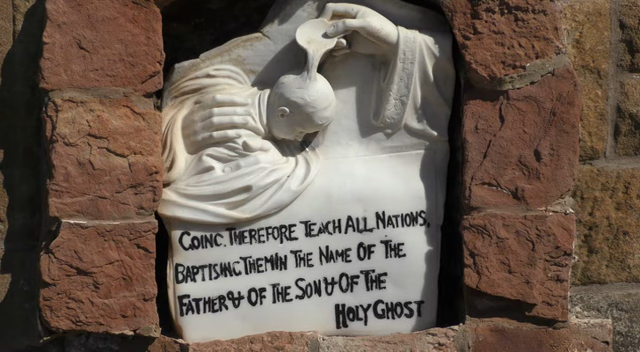 GOING. THEREFORE TEACH ALL NATIONS,
BAPTISING THEM IN THE NAME OF THE
FATHER & OF THE SON & OF THE
HOLY GHOST